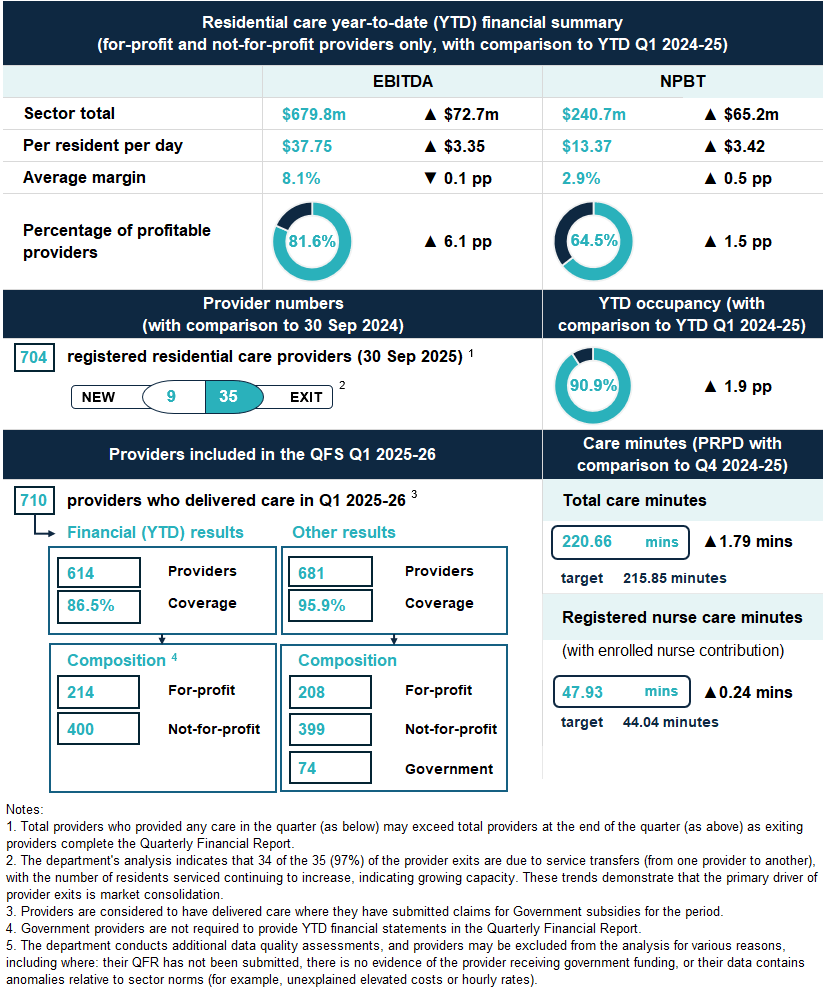 Residential care year-to-date (YTD) financial summary
(for-profit and not-for-profit providers only, with comparison to YTD Q1 2024-25)
EBITDA NPBT
Sector total $679.8m ▲ $72.7m $240.7m ▲ $65.2m
Per resident per day $37.75 ▲ $3.35 $13.37 ▲ $3.42
Average margin 8.1% ▼ 0.1 pp 2.9% ▲ 0.5 pp
Percentage of profitable
providers
81.6% ▲ 6.1 pp 64.5% ▲ 1.5 pp
Provider numbers
(with comparison to 30 Sep 2024)
704 registered residential care providers (30 Sep 2025) 1
NEW 9 35 EXIT 2
YTD occupancy (with
comparison to YTD Q1 2024-25)
90.9% ▲ 1.9 pp
Providers included in the QFS Q1 2025-26
710 providers who delivered care in Q1 2025-26 3
Financial (YTD) results
614 Providers
86.5% Coverage
Composition 4
214 For-profit
400 Not-for-profit
Other results
681 Providers
95.9% Coverage
Composition
208 For-profit
399 Not-for-profit
74 Government
Care minutes (PRPD with
comparison to Q4 2024-25)
Total care minutes
220.66 mins ▲1.79 mins
target 215.85 minutes
Registered nurse care minutes
(with enrolled nurse contribution)
47.93 mins ▲0.24 mins
target 44.04 minutes
Notes:
1. Total providers who provided any care in the quarter (as below) may exceed total providers at the end of the quarter (as above) as exiting
providers complete the Quarterly Financial Report.
2. The department's analysis indicates that 34 of the 35 (97%) of the provider exits are due to service transfers (from one provider to another),
with the number of residents serviced continuing to increase, indicating growing capacity. These trends demonstrate that the primary driver of
provider exits is market consolidation.
3. Providers are considered to have delivered care where they have submitted claims for Government subsidies for the period.
4. Government providers are not required to provide YTD financial statements in the Quarterly Financial Report.
5. The department conducts additional data quality assessments, and providers may be excluded from the analysis for various reasons,
including where: their QFR has not been submitted, there is no evidence of the provider receiving government funding, or their data contains
anomalies relative to sector norms (for example, unexplained elevated costs or hourly rates).